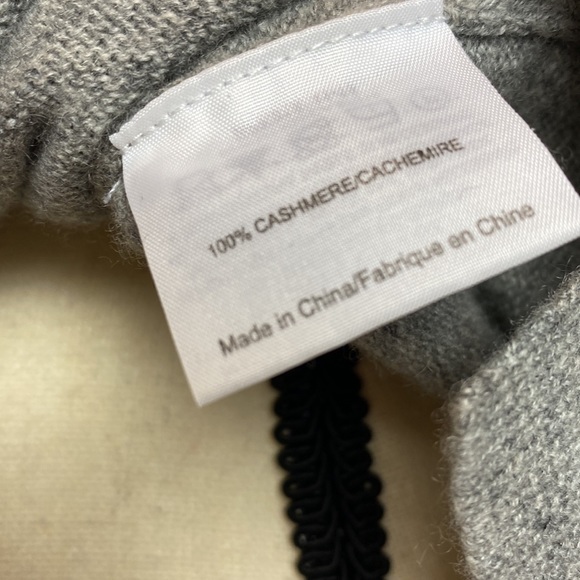 100% CASHMERE/CACHEMIRE
Made in China/Fabrique en Chine